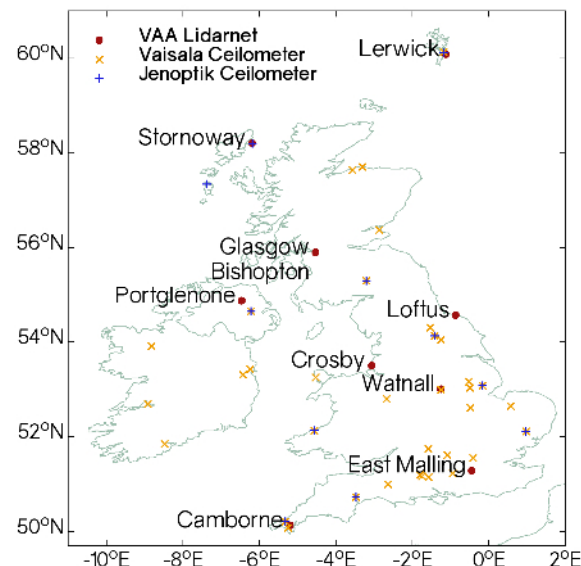 60°N
VAA Lidarnet
Vaisala Ceilometer
Jenoptik Ceilometer
Lerwick
58°N
Stornoway
56°N
Glasgow
Bishopton
Portglenone
54°N
Loftus
Crosby
Watnall
52°N
East Malling
50°N
Camborne
-10°E
-8°E
-6°E
-4°E
-2°E
0°E
2°E